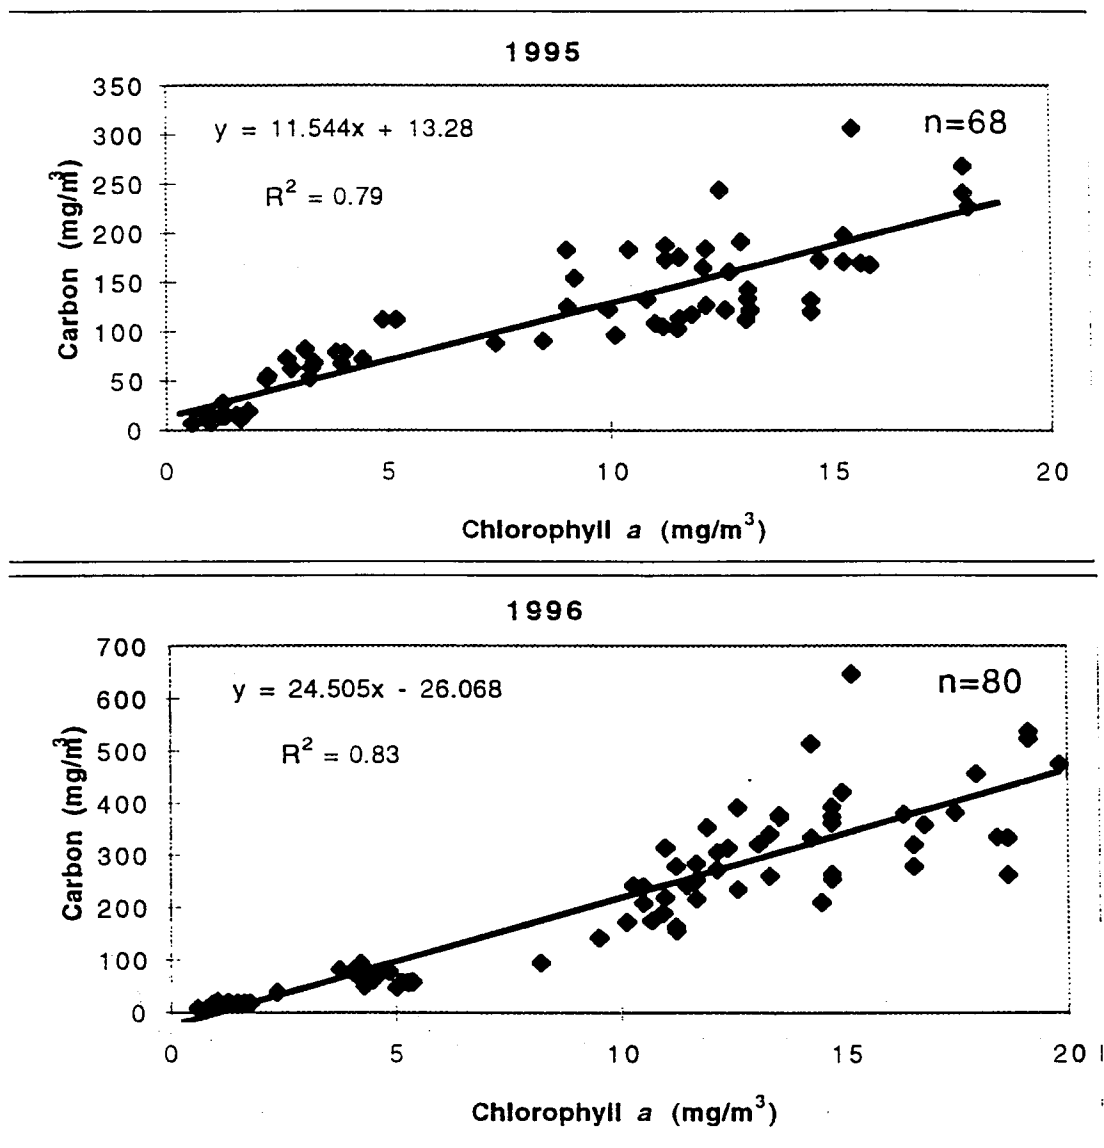 1995
350
y = 11.544x + 13.28
n=68
300
R² = 0.79
250
200
150
100
50
0
Carbon (mg/m³)
0 5 10 15 20
Chlorophyll a (mg/m³)
1996
700
y = 24.505x - 26.068
n=80
600
R² = 0.83
500
400
300
200
100
0
Carbon (mg/m³)
0 5 10 15 20
Chlorophyll a (mg/m³)